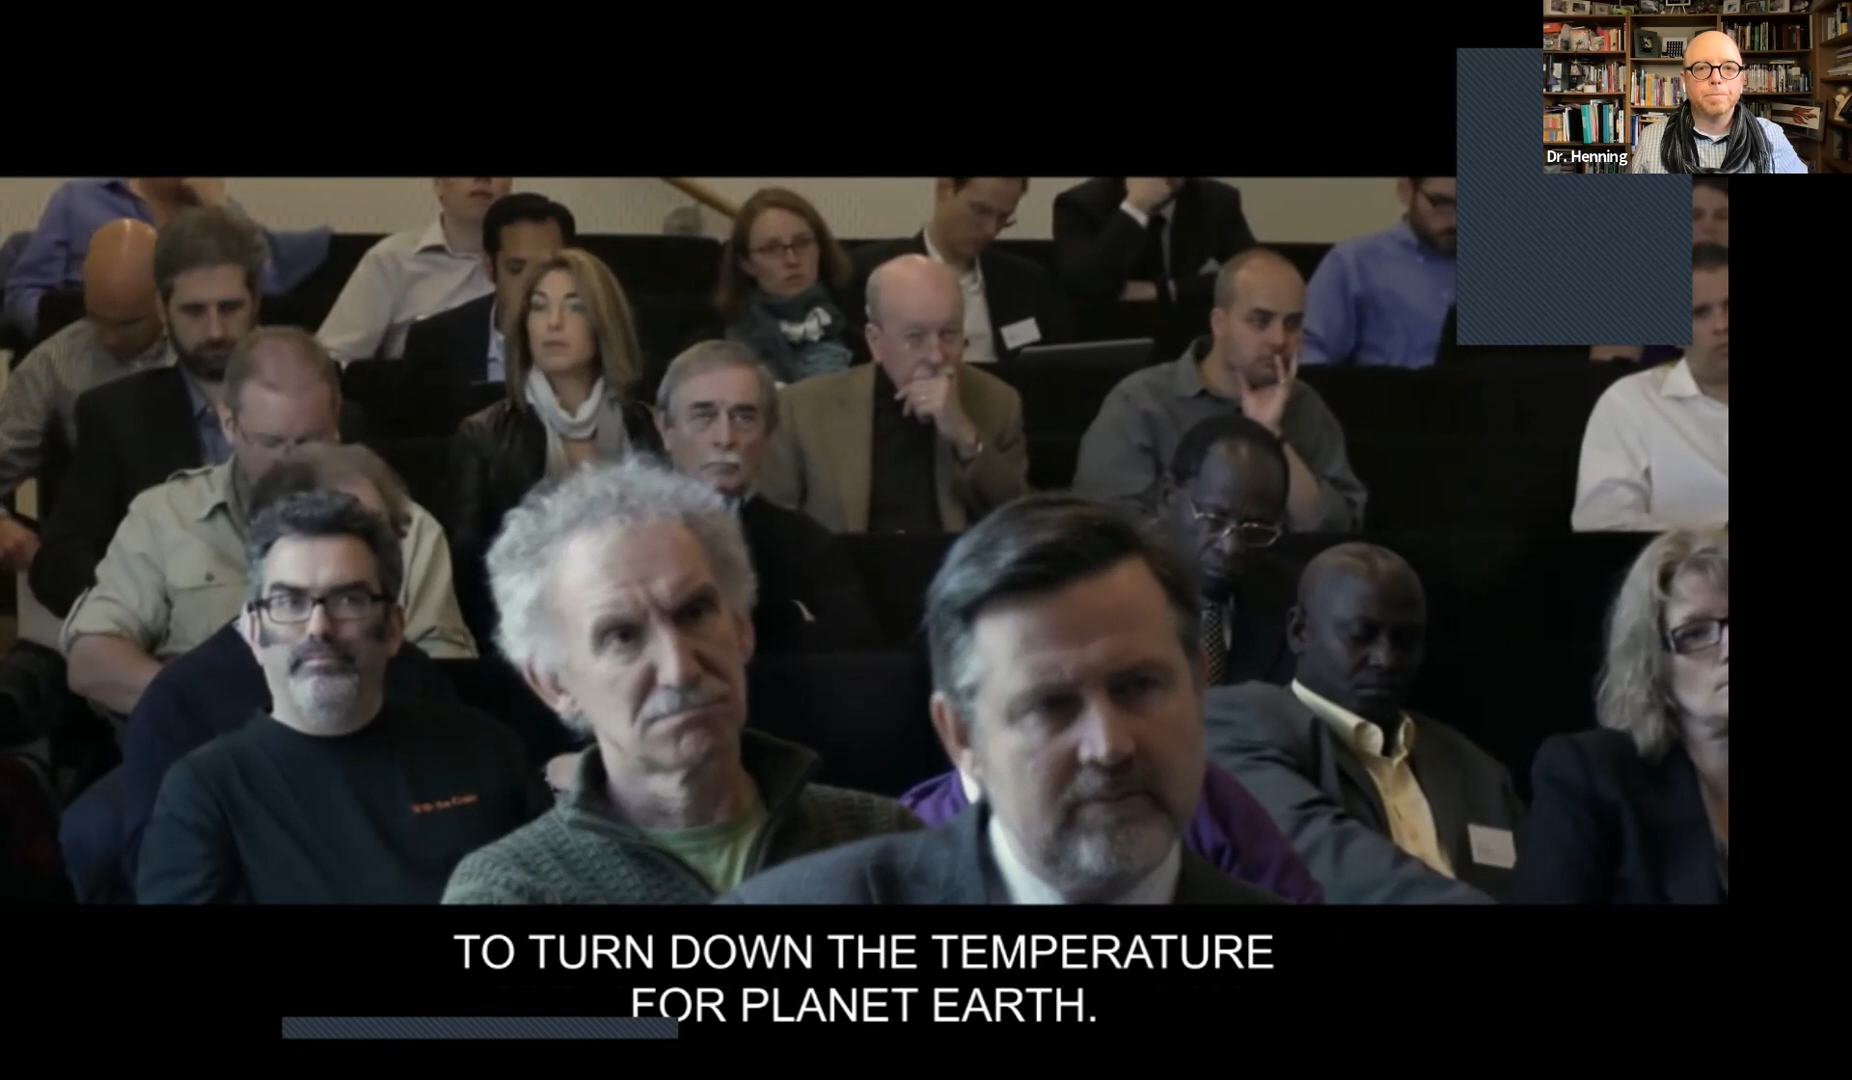 Dr. Henning
TO TURN DOWN THE TEMPERATURE
FOR PLANET EARTH.